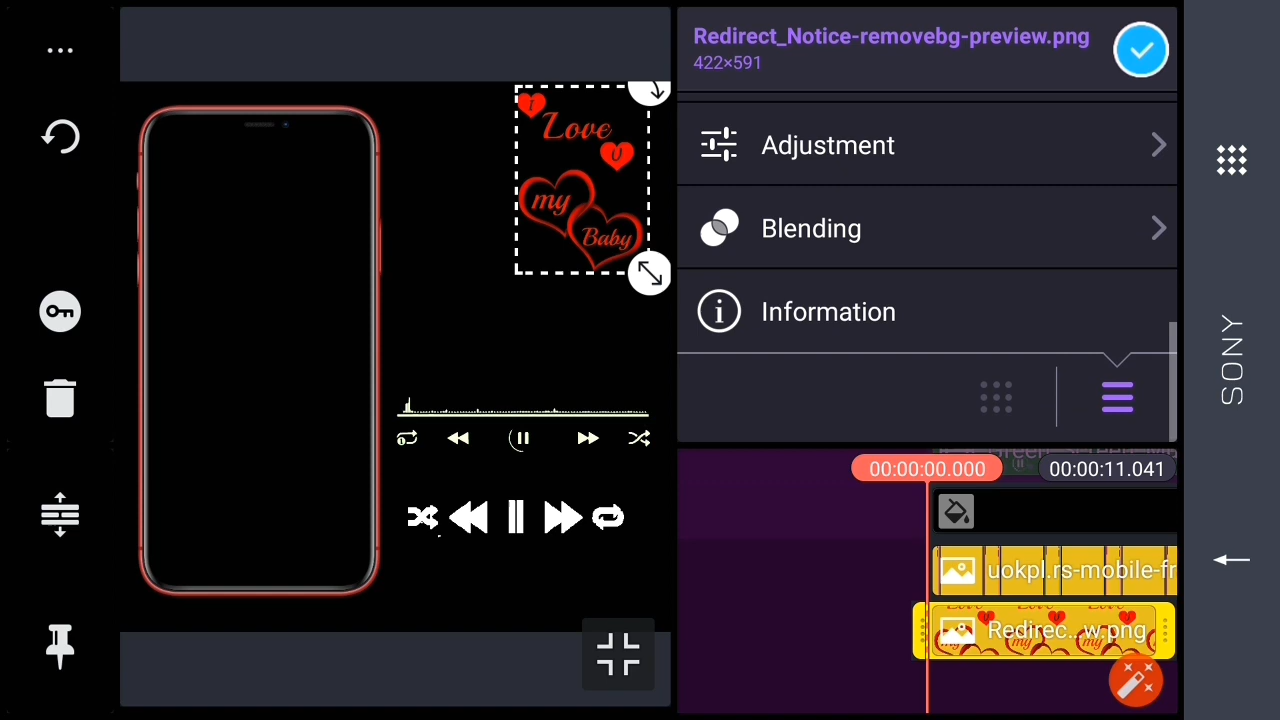 Redirect_Notice-removebg-preview.png
422×591
I
Love
U
my
Baby
Adjustment
Blending
i
Information
00:00:00.000
00:00:11.041
uokpl.rs-mobile-fr
Redirec...w.png
SONY